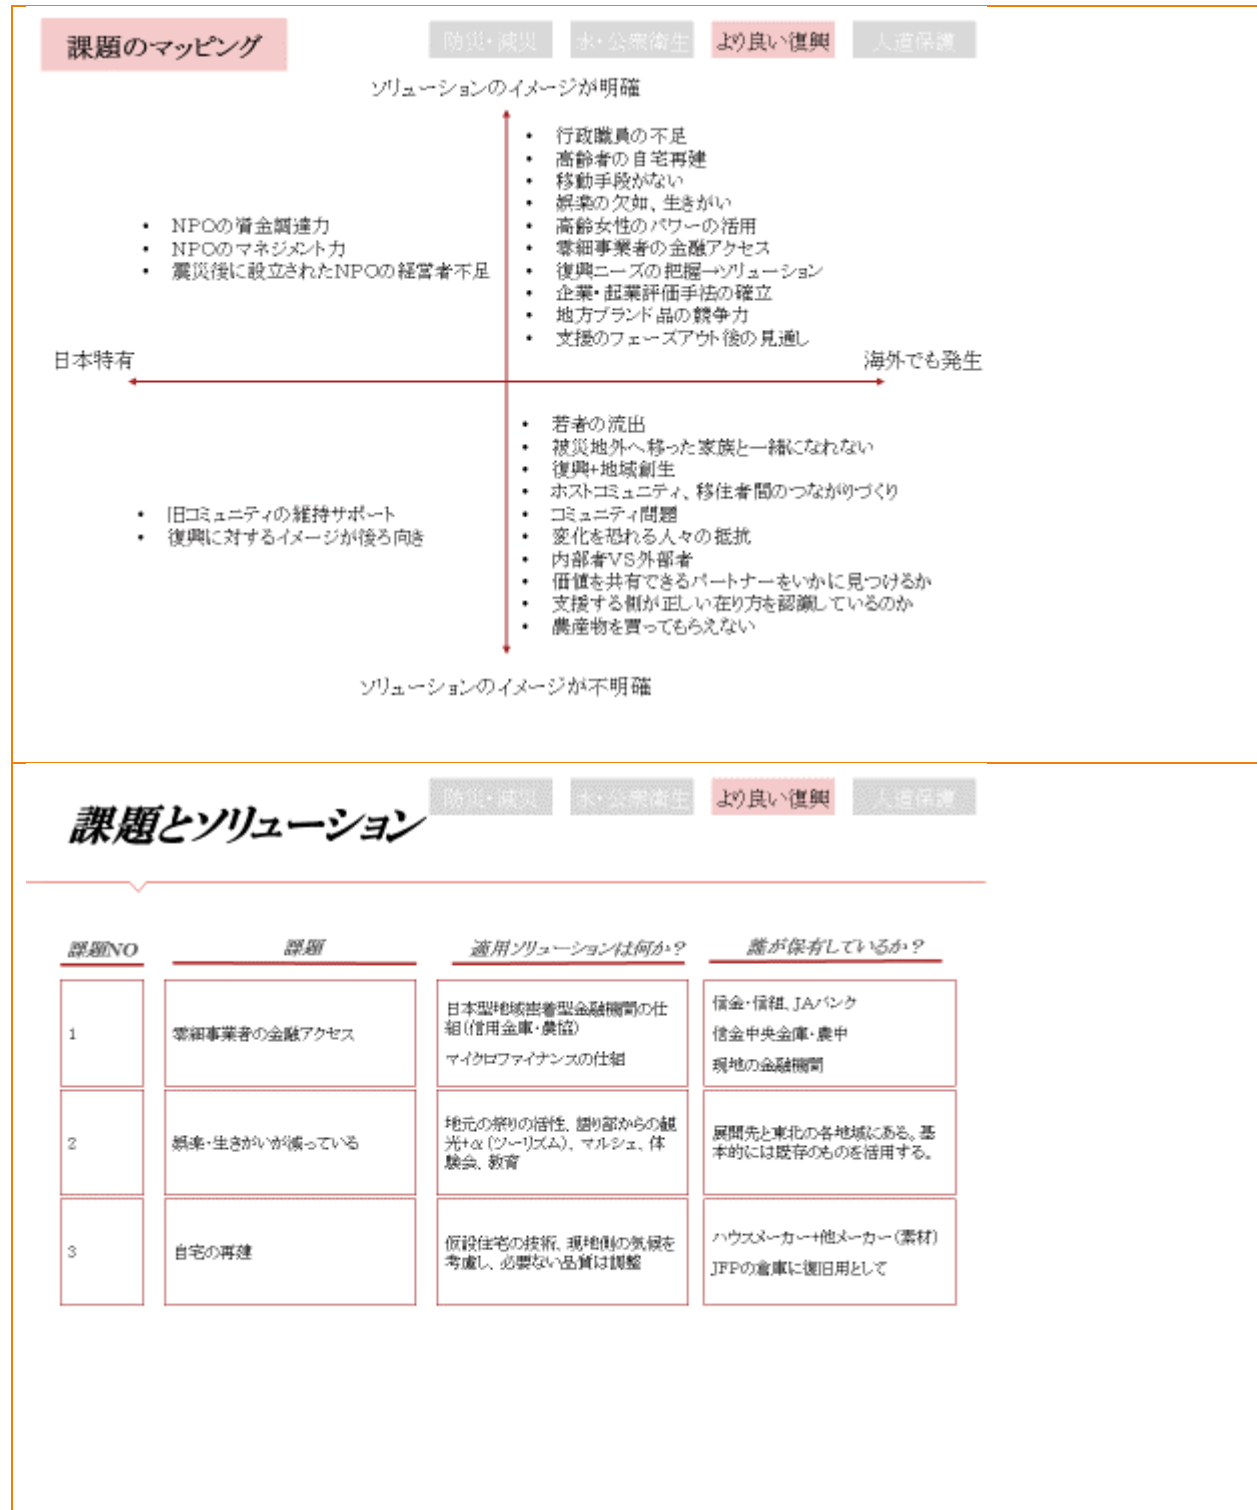 課題のマッピング
防災・減災
水・公衆衛生
より良い復興
人道保護
ソリューションのイメージが明確
• 行政職員の不足
• 高齢者の自宅再建
• 移動手段がない
• 娯楽の欠如、生きがい
• 高齢女性のパワーの活用
• 零細事業者の金融アクセス
• 復興ニーズの把握→ソリューション
• 企業・起業評価手法の確立
• 地方ブランド品の競争力
• 支援のフェーズアウト後の見通し
• NPOの資金調達力
• NPOのマネジメント力
• 震災後に設立されたNPOの経営者不足
日本特有
海外でも発生
• 若者の流出
• 被災地外へ移った家族と一緒になれない
• 復興+地域創生
• ホストコミュニティ、移住者間のつながりづくり
• コミュニティ問題
• 変化を恐れる人々の抵抗
• 内部者VS外部者
• 価値を共有できるパートナーをいかに見つけるか
• 支援する側が正しい在り方を認識しているのか
• 農産物を買ってもらえない
• 旧コミュニティの維持サポート
• 復興に対するイメージが後ろ向き
ソリューションのイメージが不明確
課題とソリューション
防災・減災
水・公衆衛生
より良い復興
人道保護
課題NO
課題
適用ソリューションは何か?
誰が保有しているか?
1
零細事業者の金融アクセス
日本型地域密着型金融機関の仕
組(信用金庫・農協)
マイクロファイナンスの仕組
信金・信組、JAバンク
信金中央金庫・農中
現地の金融機関
2
娯楽・生きがいが減っている
地元の祭りの活性、語り部からの観
光+α(ツーリズム)、マルシェ、体
験会、教育
展開先と東北の各地域にある。基
本的には既存のものを活用する。
3
自宅の再建
仮設住宅の技術、現地側の気候を
考慮し、必要ない品質は調整
ハウスメーカー+他メーカー(素材)
JFPの倉庫に復旧用として